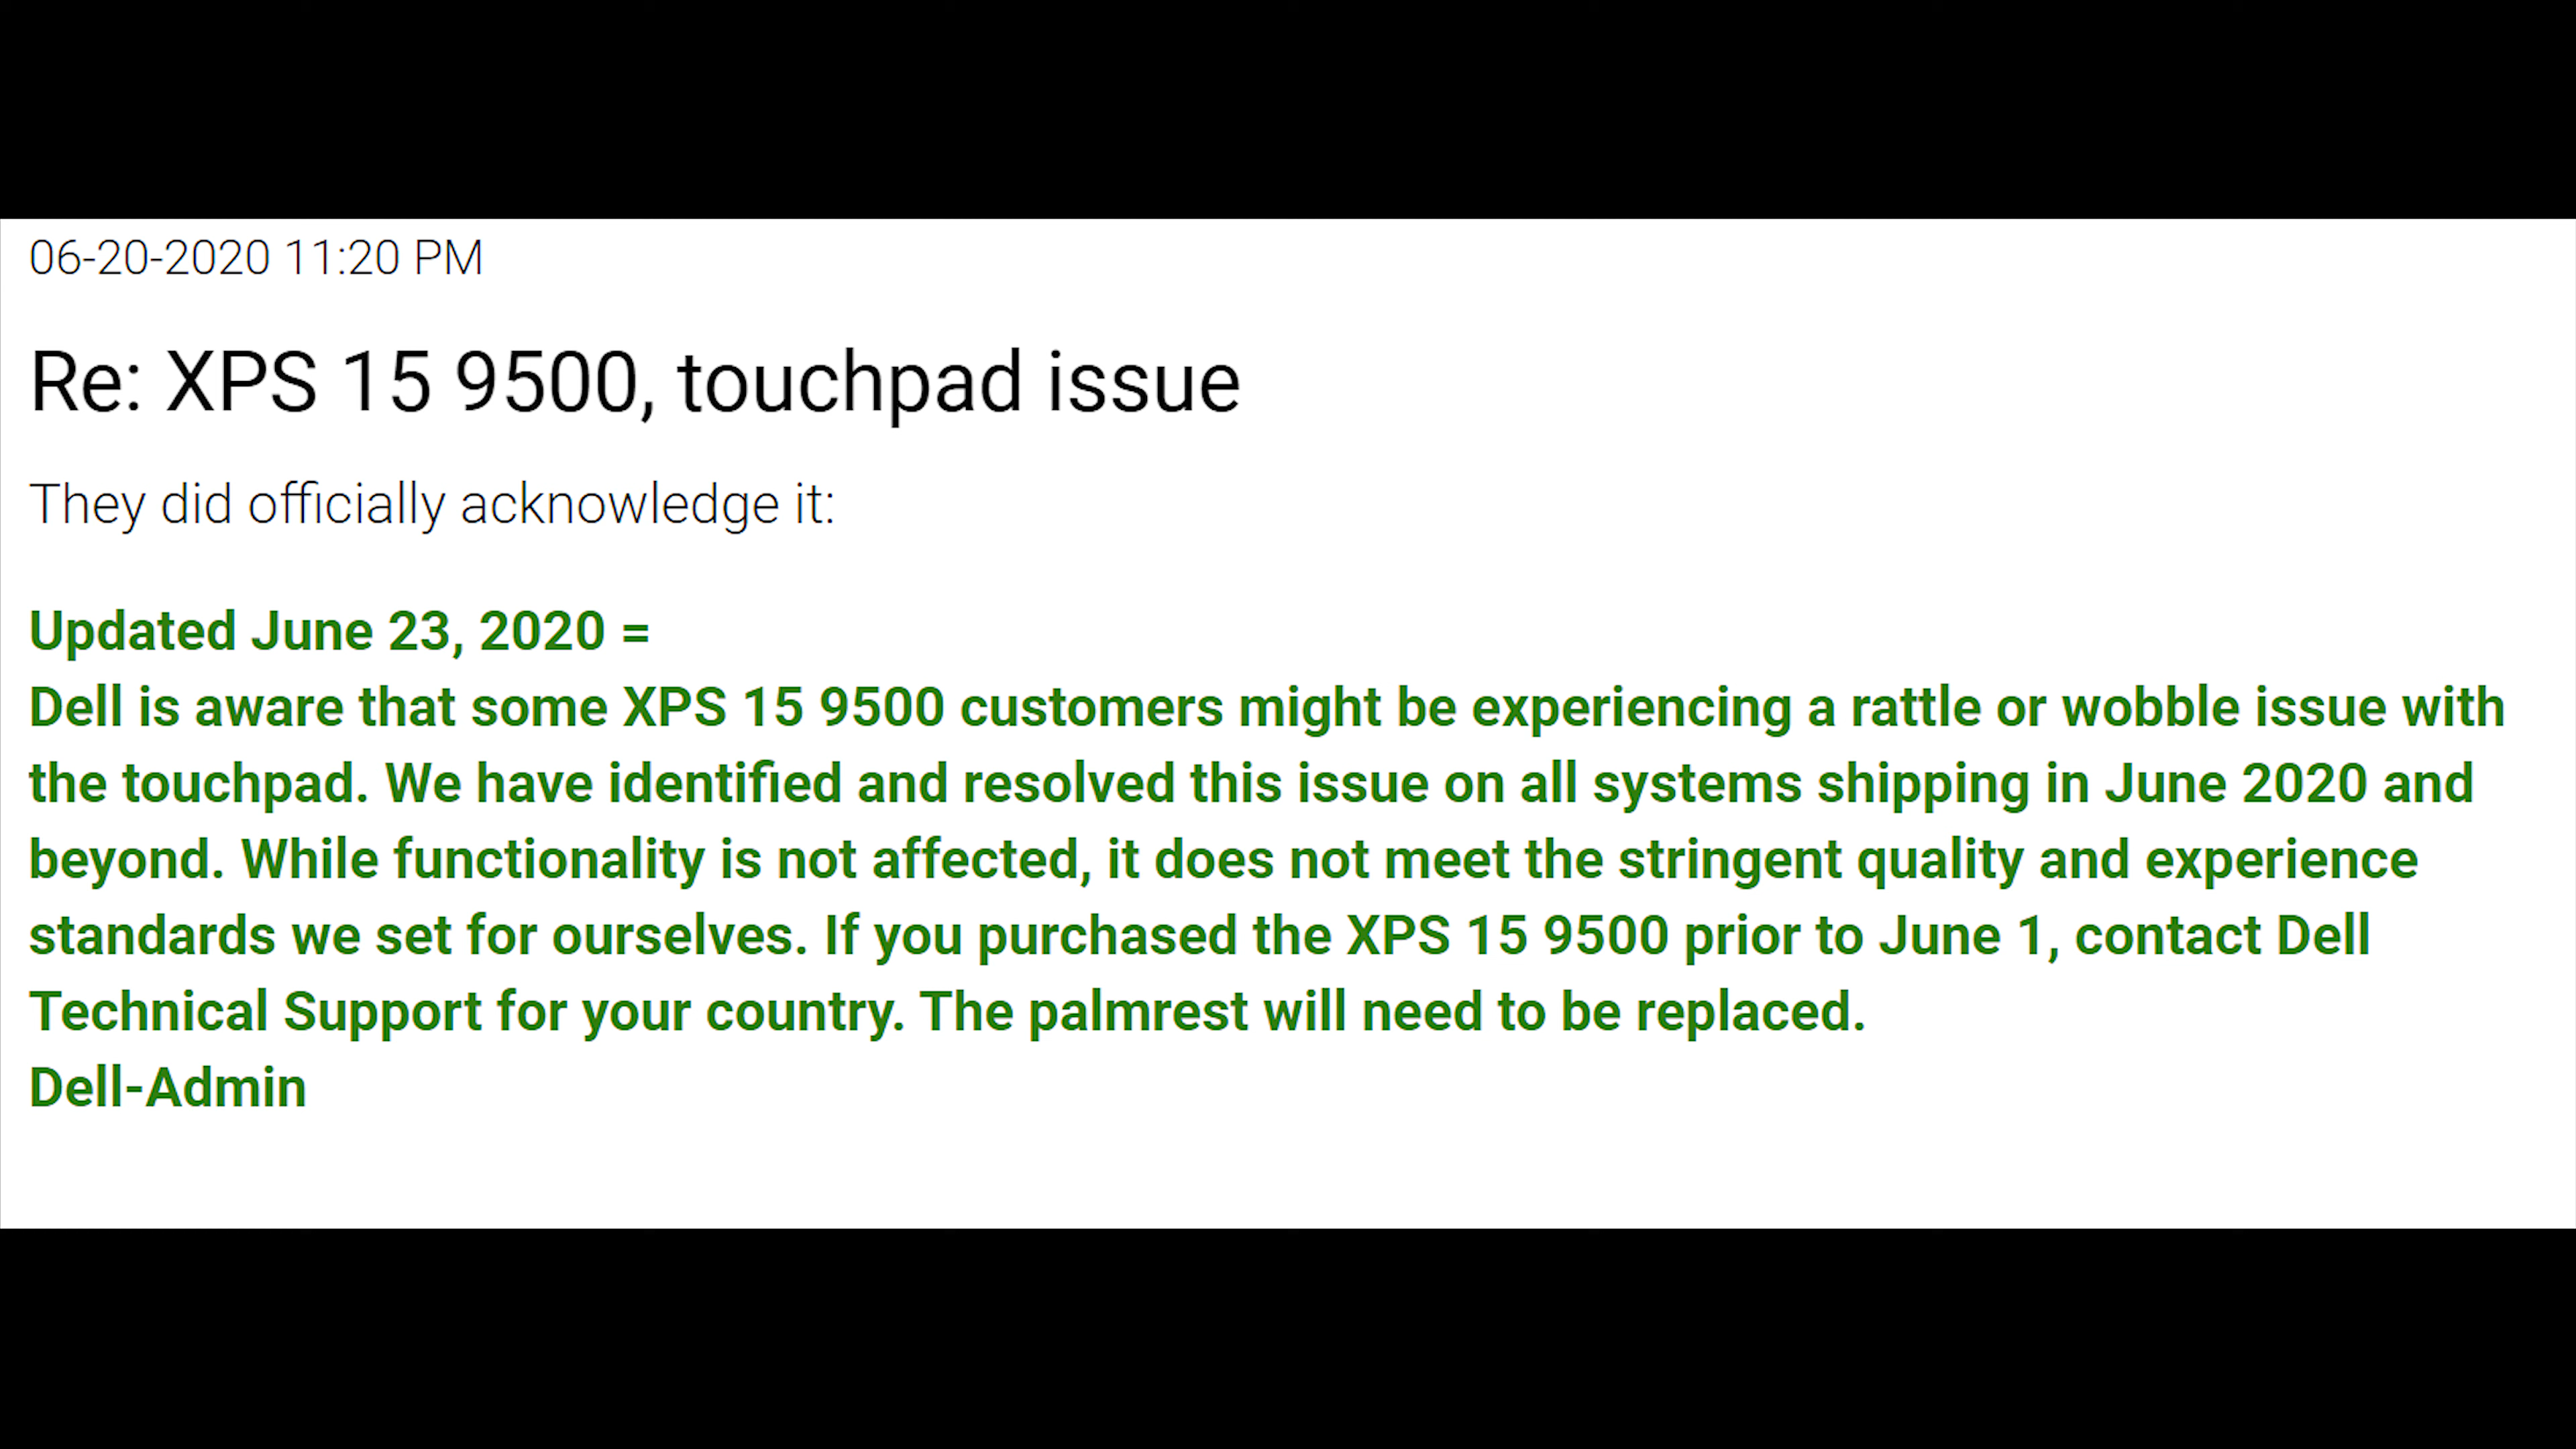 06-20-2020 11:20 PM
Re: XPS 15 9500, touchpad issue
They did officially acknowledge it:
Updated June 23, 2020 =
Dell is aware that some XPS 15 9500 customers might be experiencing a rattle or wobble issue with
the touchpad. We have identified and resolved this issue on all systems shipping in June 2020 and
beyond. While functionality is not affected, it does not meet the stringent quality and experience
standards we set for ourselves. If you purchased the XPS 15 9500 prior to June 1, contact Dell
Technical Support for your country. The palmrest will need to be replaced.
Dell-Admin